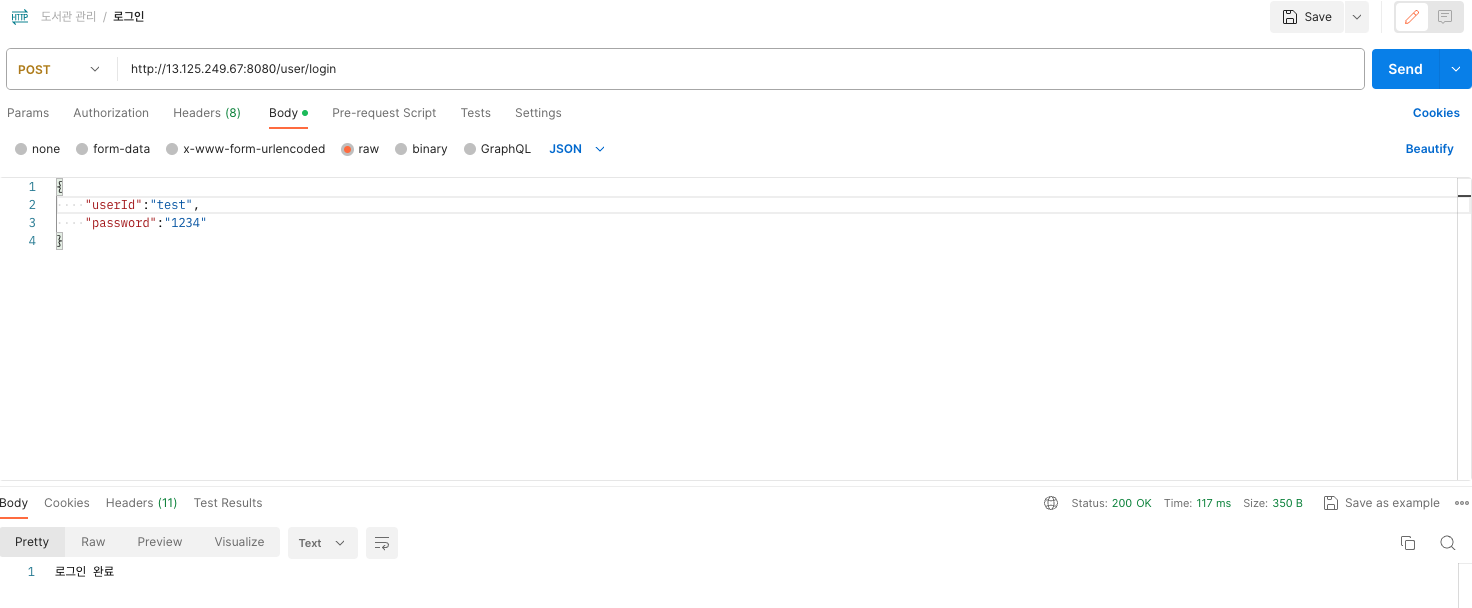 HTTP 도서관 관리 / 로그인 Save
POST http://13.125.249.67:8080/user/login Send
Params Authorization Headers (8) Body Pre-request Script Tests Settings Cookies
none form-data x-www-form-urlencoded raw binary GraphQL JSON Beautify
1 {
2 "userId":"test",
3 "password":"1234"
4 }
Body Cookies Headers (11) Test Results Status: 200 OK Time: 117 ms Size: 350 B Save as example
Pretty Raw Preview Visualize Text
1 로그인 완료